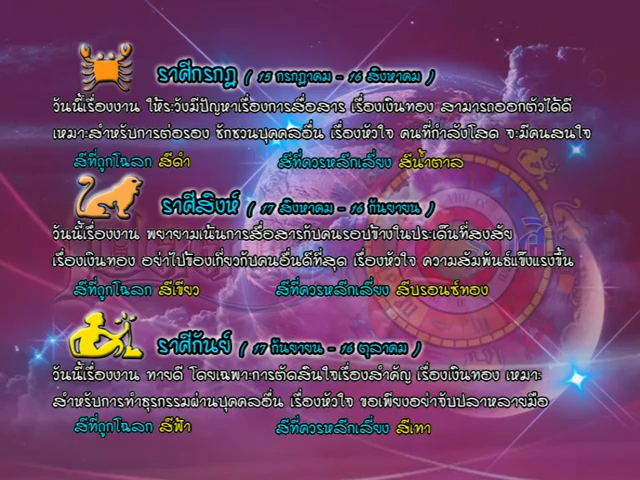 ราศีกรกฎ ( 15 กรกฎาคม - 16 สิงหาคม )
วันนี้เรื่องงาน ให้ระวังมีปัญหาเรื่องการสื่อสาร เรื่องเงินทอง สามารถออกตัวได้ดี
เหมาะสำหรับการต่อรอง ชักชวนบุคคลอื่น เรื่องหัวใจ คนที่กำลังโสด จะมีคนสนใจ
สีที่ถูกโฉลก สีดำ สีที่ควรหลีกเลี่ยง สีน้ำตาล
ราศีสิงห์ ( 17 สิงหาคม - 16 กันยายน )
วันนี้เรื่องงาน พยายามเน้นการสื่อสารกับคนรอบข้างในประเด็นที่สงสัย
เรื่องเงินทอง อย่าไปข้องเกี่ยวกับคนอื่นดีที่สุด เรื่องหัวใจ ความสัมพันธ์แข็งแรงขึ้น
สีที่ถูกโฉลก สีเขียว สีที่ควรหลีกเลี่ยง สีบรอนซ์ทอง
ราศีกันย์ ( 17 กันยายน - 16 ตุลาคม )
วันนี้เรื่องงาน ทายดี โดยเฉพาะการตัดสินใจเรื่องสำคัญ เรื่องเงินทอง เหมาะ
สำหรับการทำธุรกรรมผ่านบุคคลอื่น เรื่องหัวใจ ขอเพียงอย่าจับปลาหลายมือ
สีที่ถูกโฉลก สีฟ้า สีที่ควรหลีกเลี่ยง สีเทา